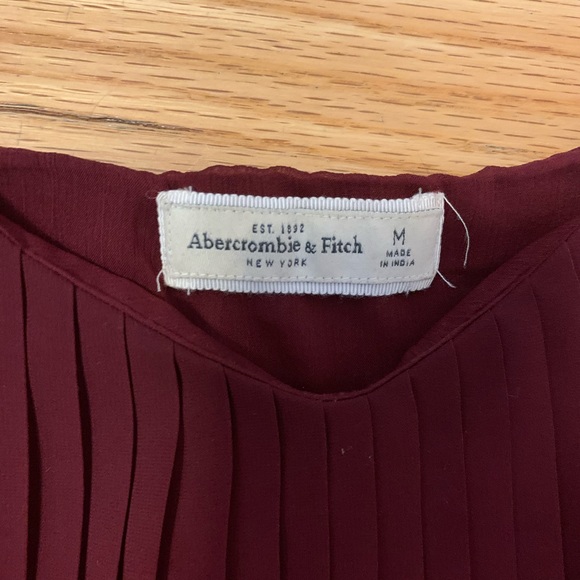 EST. 1892
Abercrombie & Fitch
NEW YORK
M
MADE
IN INDIA